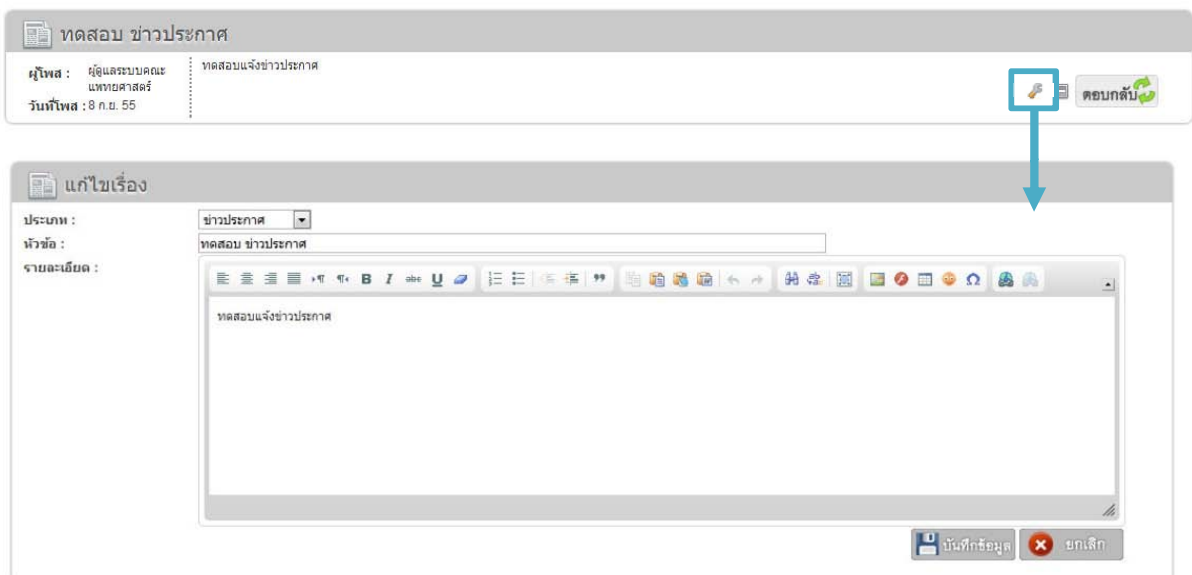 ทดสอบ ข่าวประกาศ
ผู้โพส : ผู้ดูแลระบบคณะ
แพทยศาสตร์
วันที่โพส : 8 ก.ย. 55
ทดสอบแจ้งข่าวประกาศ
ตอบกลับ
แก้ไขเรื่อง
ประเภท : ข่าวประกาศ
หัวข้อ : ทดสอบ ข่าวประกาศ
รายละเอียด :
B I abc U
ทดสอบแจ้งข่าวประกาศ
บันทึกข้อมูล ยกเลิก